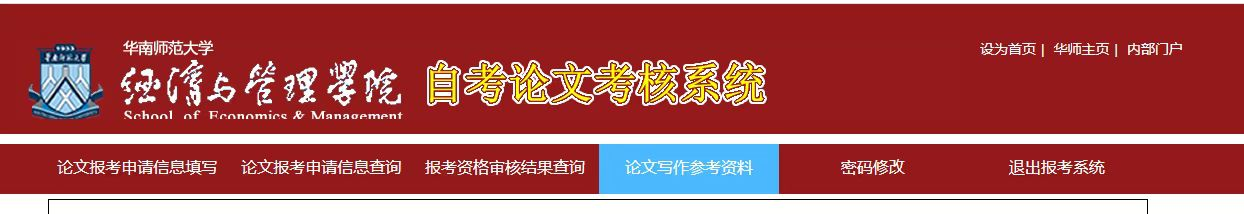 华南师范大学
经济与管理学院
School of Economics & Management
自考论文考核系统
设为首页 | 华师主页 | 内部门户
论文报考申请信息填写 论文报考申请信息查询 报考资格审核结果查询 论文写作参考资料 密码修改 退出报考系统